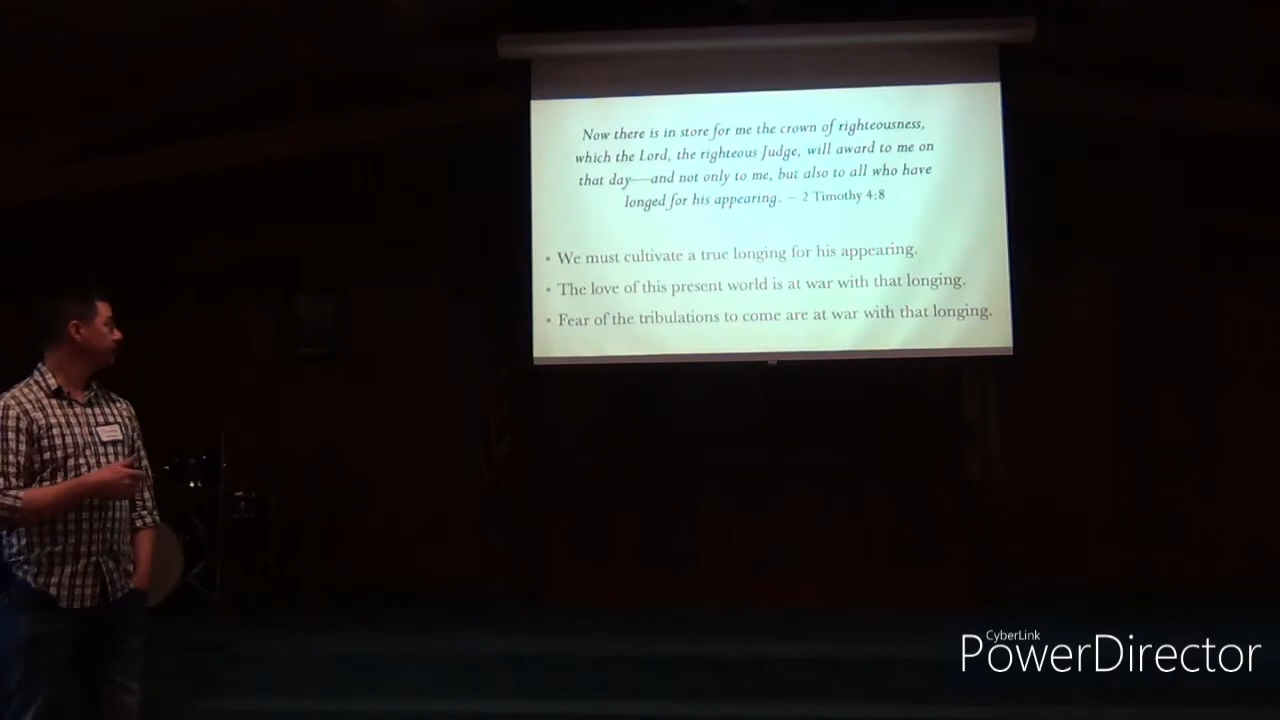 Now there is in store for me the crown of righteousness,
which the Lord, the righteous Judge, will award to me on
that day—and not only to me, but also to all who have
longed for his appearing. – 2 Timothy 4:8
• We must cultivate a true longing for his appearing.
• The love of this present world is at war with that longing.
• Fear of the tribulations to come are at war with that longing.
CyberLink
PowerDirector